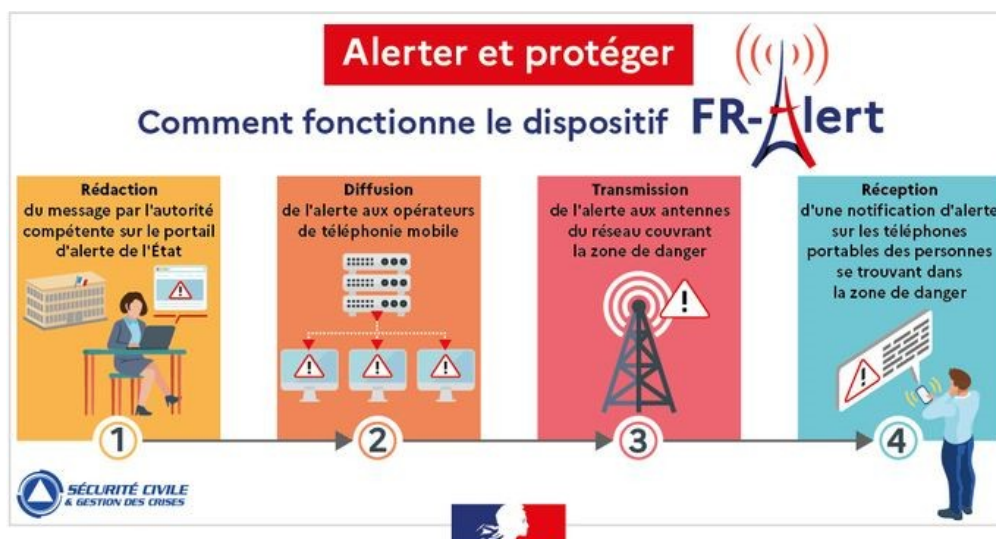 Alerter et protéger
Comment fonctionne le dispositif FR-Alert
Rédaction
du message par l'autorité
compétente sur le portail
d'alerte de l'État
1
Diffusion
de l'alerte aux opérateurs
de téléphonie mobile
2
Transmission
de l'alerte aux antennes
du réseau couvrant
la zone de danger
3
Réception
d'une notification d'alerte
sur les téléphones
portables des personnes
se trouvant dans
la zone de danger
4
SÉCURITÉ CIVILE
& GESTION DES CRISES